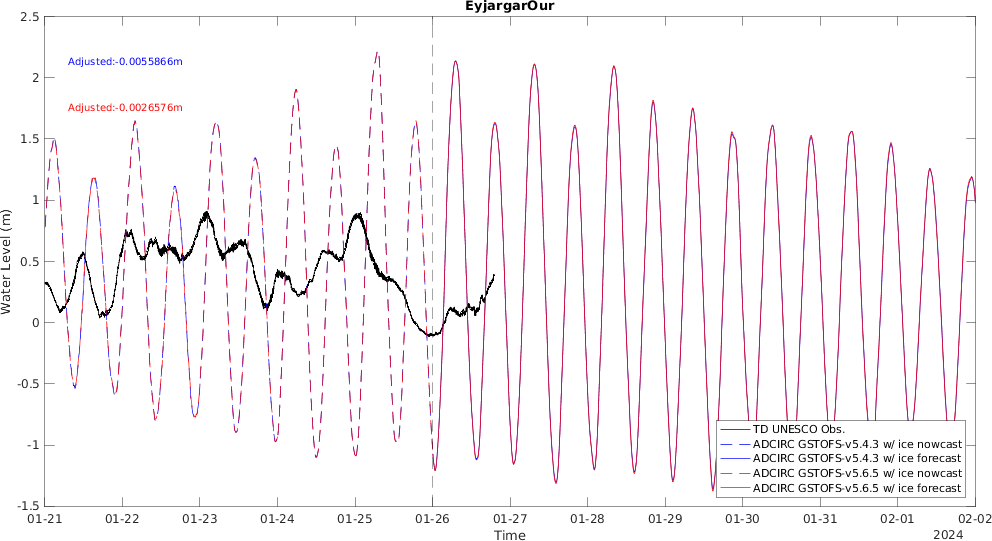 EyjargarOur
2.5
2
1.5
1
0.5
0
-0.5
-1
-1.5
Water Level (m)
Adjusted:-0.0055866m
Adjusted:-0.0026576m
TD UNESCO Obs.
ADCIRC GSTOFS-v5.4.3 w/ ice nowcast
ADCIRC GSTOFS-v5.4.3 w/ ice forecast
ADCIRC GSTOFS-v5.6.5 w/ ice nowcast
ADCIRC GSTOFS-v5.6.5 w/ ice forecast
01-21 01-22 01-23 01-24 01-25 01-26 01-27 01-28 01-29 01-30 01-31 02-01 02-02
Time
2024